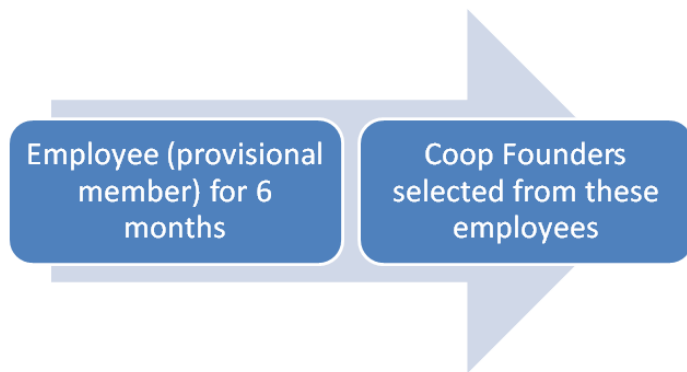 Employee (provisional
member) for 6
months
Coop Founders
selected from these
employees